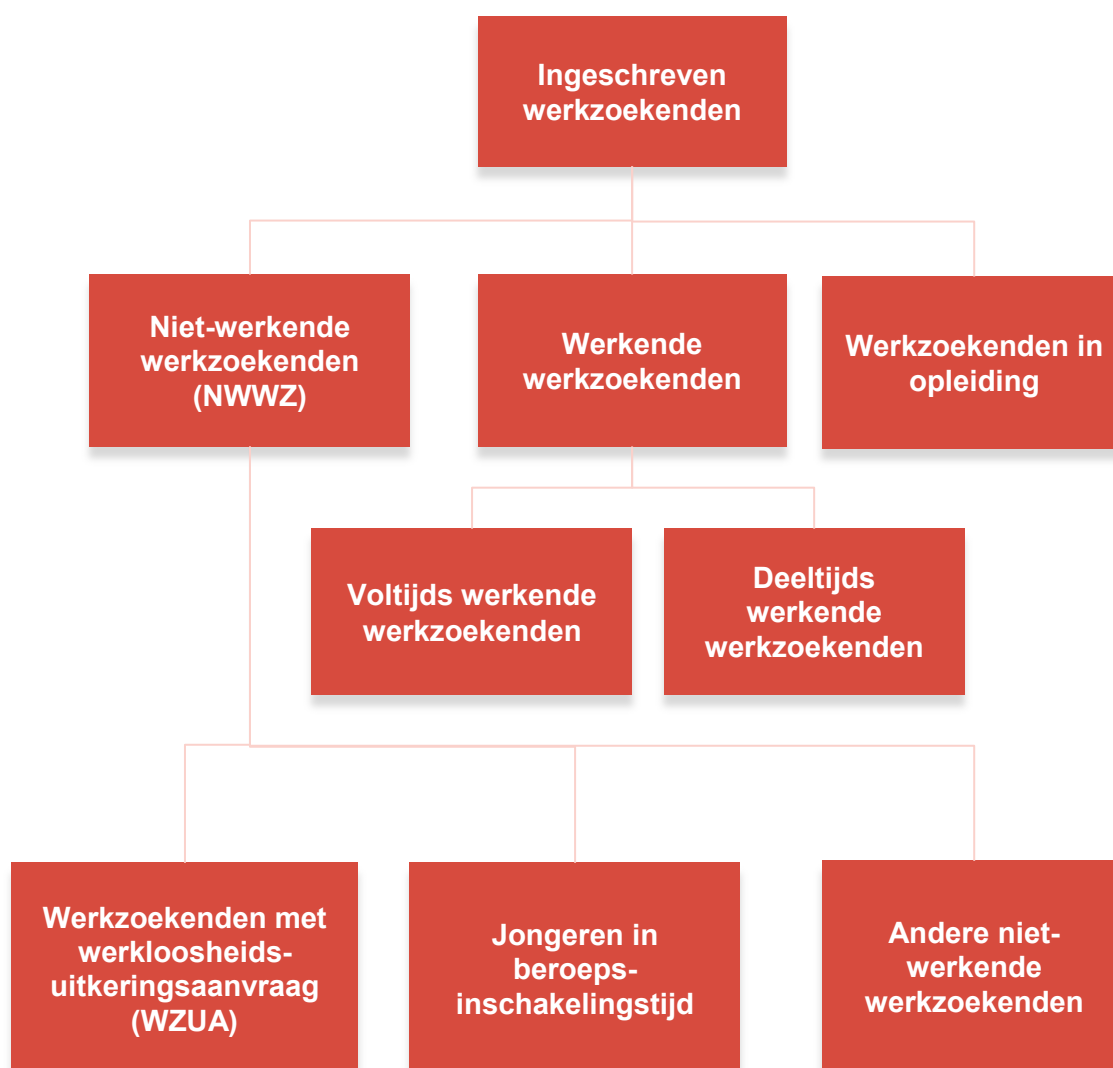 Ingeschreven
werkzoekenden
Niet-werkende
werkzoekenden
(NWWZ)
Werkende
werkzoekenden
Werkzoekenden in
opleiding
Voltijds werkende
werkzoekenden
Deeltijds
werkende
werkzoekenden
Werkzoekenden met
werkloosheids-
uitkeringsaanvraag
(WZUA)
Jongeren in
beroeps-
inschakelingstijd
Andere niet-
werkende
werkzoekenden